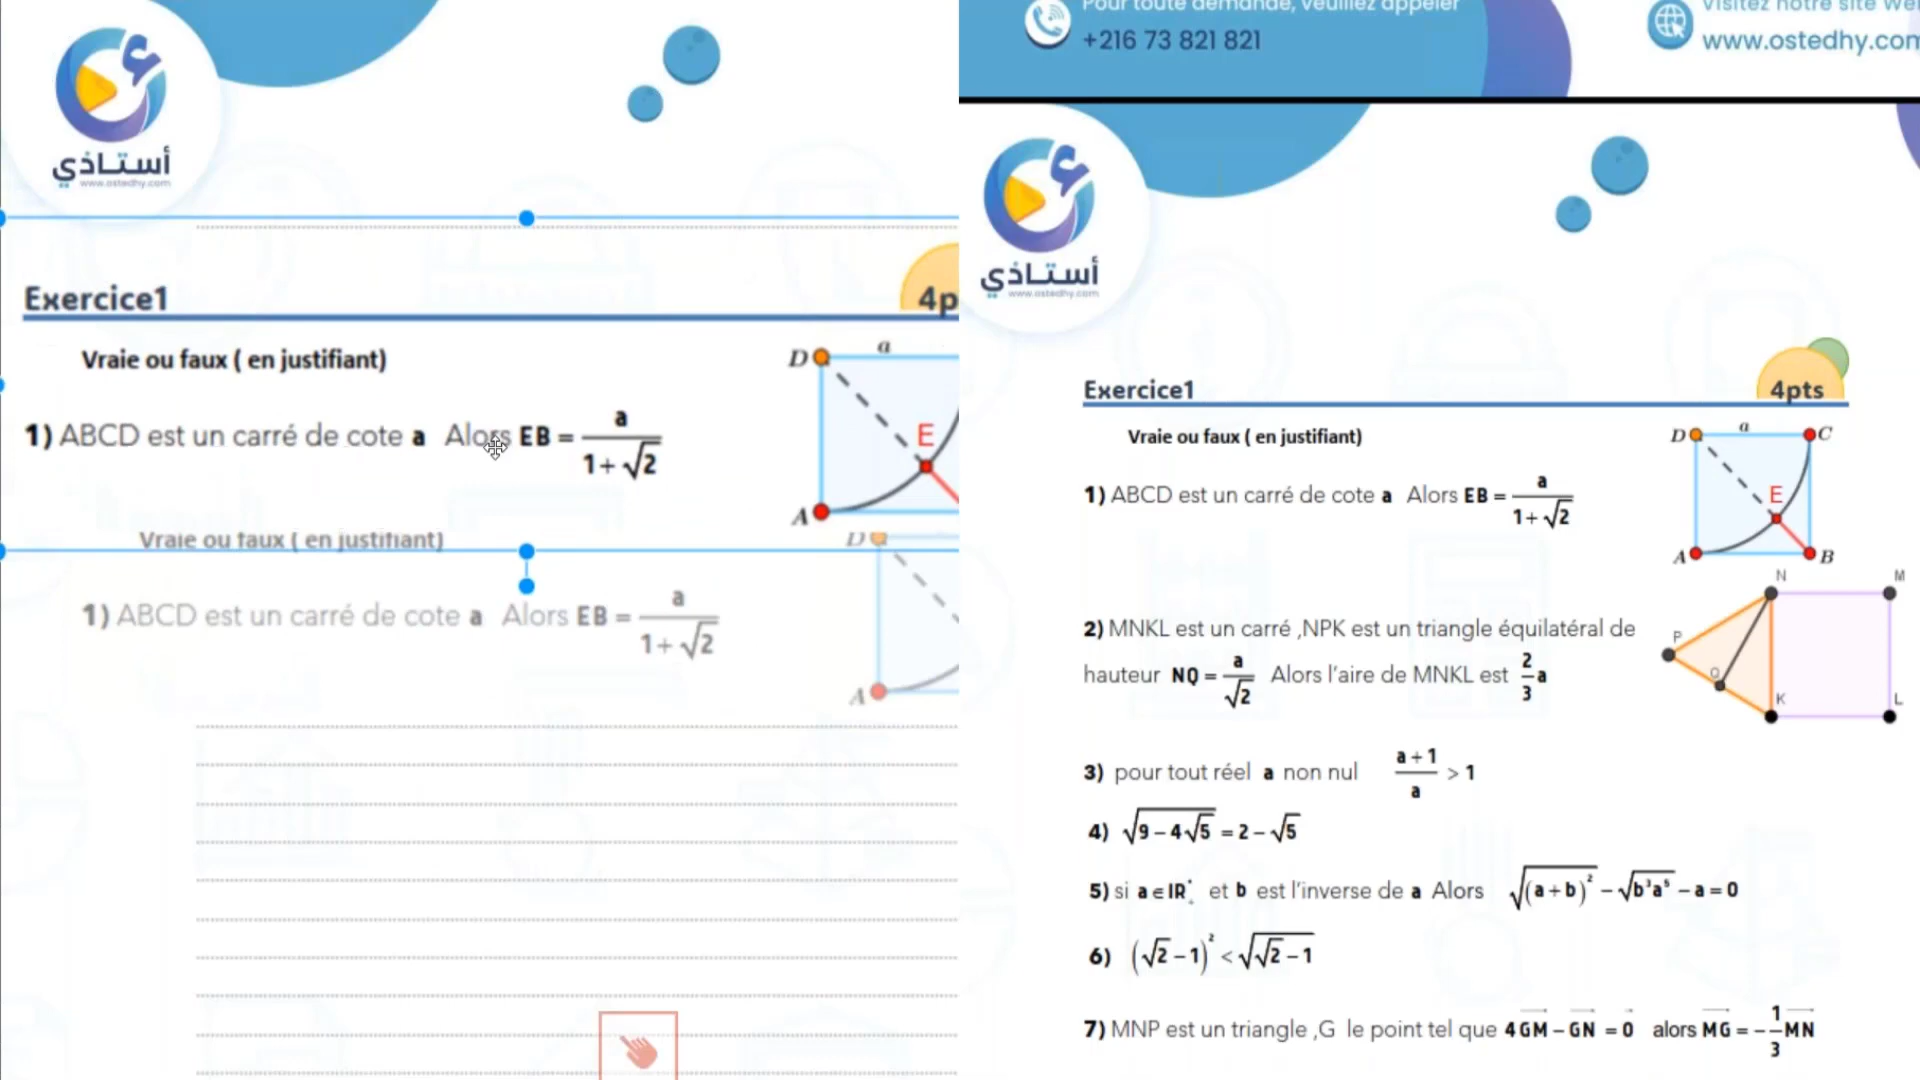 أستاذي
www.ostedhy.com
Exercice1
4p
Vraie ou faux ( en justifiant)
D
a
1) ABCD est un carré de cote a Alors EB = a / 1+ √2
E
A
Vraie ou faux ( en justifiant)
D
1) ABCD est un carré de cote a Alors EB = a / 1+ √2
A
Pour toute demande, veuillez appeler
+216 73 821 821
Visitez notre site We
www.ostedhy.com
أستاذي
www.ostedhy.com
Exercice1
4pts
Vraie ou faux ( en justifiant)
D a C
1) ABCD est un carré de cote a Alors EB = a / 1+ √2
E
A B
N M
2) MNKL est un carré ,NPK est un triangle équilatéral de
P
hauteur NQ = a / √2 Alors l'aire de MNKL est 2/3 a
Q
K L
3) pour tout réel a non nul a+1 / a > 1
4) √(9 – 4√5) = 2 – √5
5) si a ∈ IR*₊ et b est l'inverse de a Alors √((a+b)²) – √(b³a⁵) – a = 0
6) (√2 – 1)² < √(√2 – 1)
7) MNP est un triangle ,G le point tel que 4GM – GN = 0 alors MG = – 1/3 MN